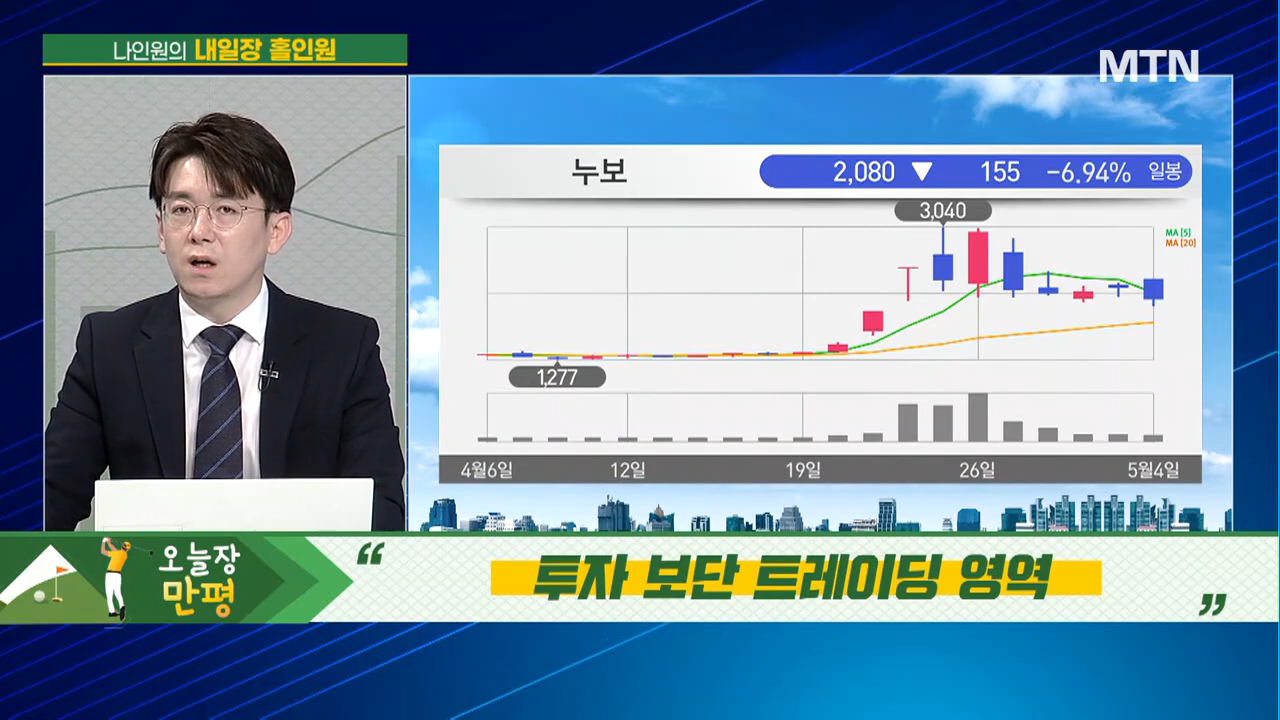 나인원의 내일장 홀인원
MTN
누보 2,080 ▼ 155 -6.94% 일봉
3,040
MA [5]
MA [20]
1,277
4월6일 12일 19일 26일 5월4일
오늘장
만평
“ 투자 보단 트레이딩 영역 ”